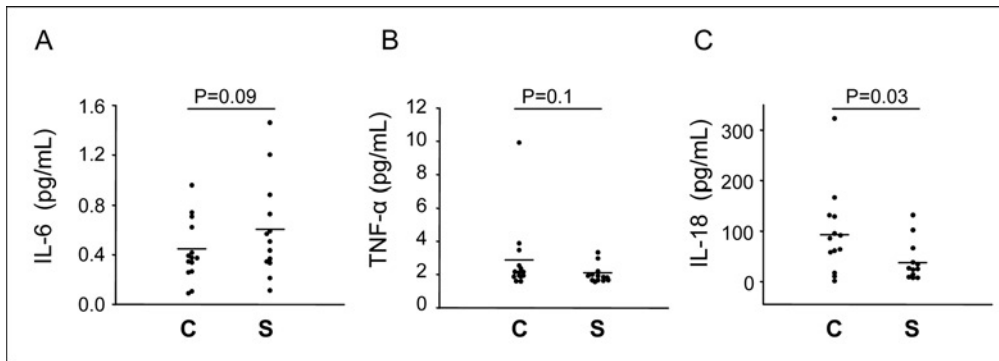 A
B
C
P=0.09
P=0.1
P=0.03
IL-6 (pg/mL)
1.6
1.2
0.8
0.4
0.0
C S
TNF-α (pg/mL)
12
10
8
6
4
2
0
C S
IL-18 (pg/mL)
300
200
100
0
C S